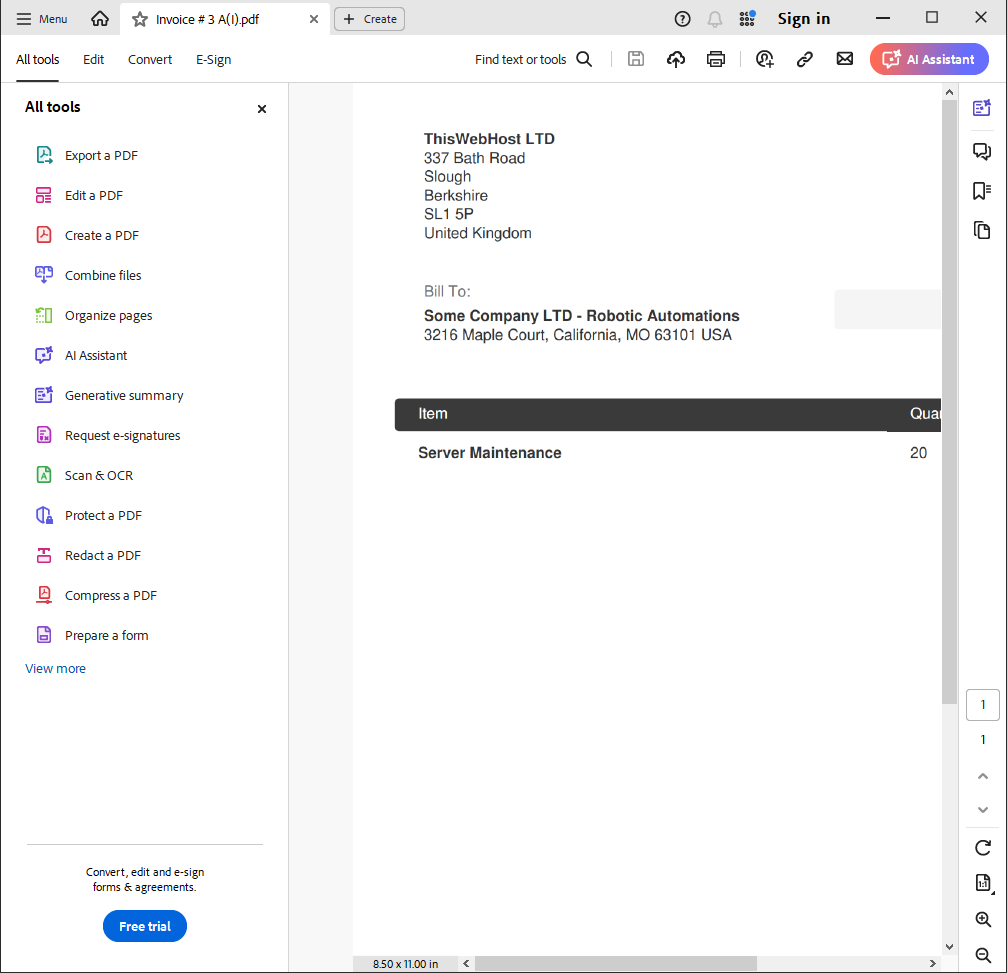 Menu
Invoice # 3 A(I).pdf
Create
Sign in
All tools
Edit
Convert
E-Sign
Find text or tools
AI Assistant
All tools
Export a PDF
Edit a PDF
Create a PDF
Combine files
Organize pages
AI Assistant
Generative summary
Request e-signatures
Scan & OCR
Protect a PDF
Redact a PDF
Compress a PDF
Prepare a form
View more
Convert, edit and e-sign
forms & agreements.
Free trial
ThisWebHost LTD
337 Bath Road
Slough
Berkshire
SL1 5P
United Kingdom
Bill To:
Some Company LTD - Robotic Automations
3216 Maple Court, California, MO 63101 USA
Item
Server Maintenance 20
8.50 x 11.00 in
1
1